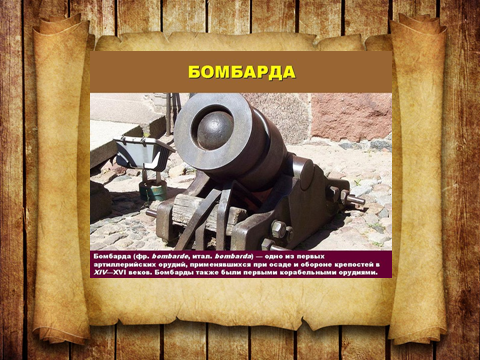 БОМБАРДА
Бомбарда (фр. bombarde, итал. bombarda) — одно из первых
артиллерийских орудий, применявшихся при осаде и обороне крепостей в
XIV—XVI веков. Бомбарды также были первыми корабельными орудиями.